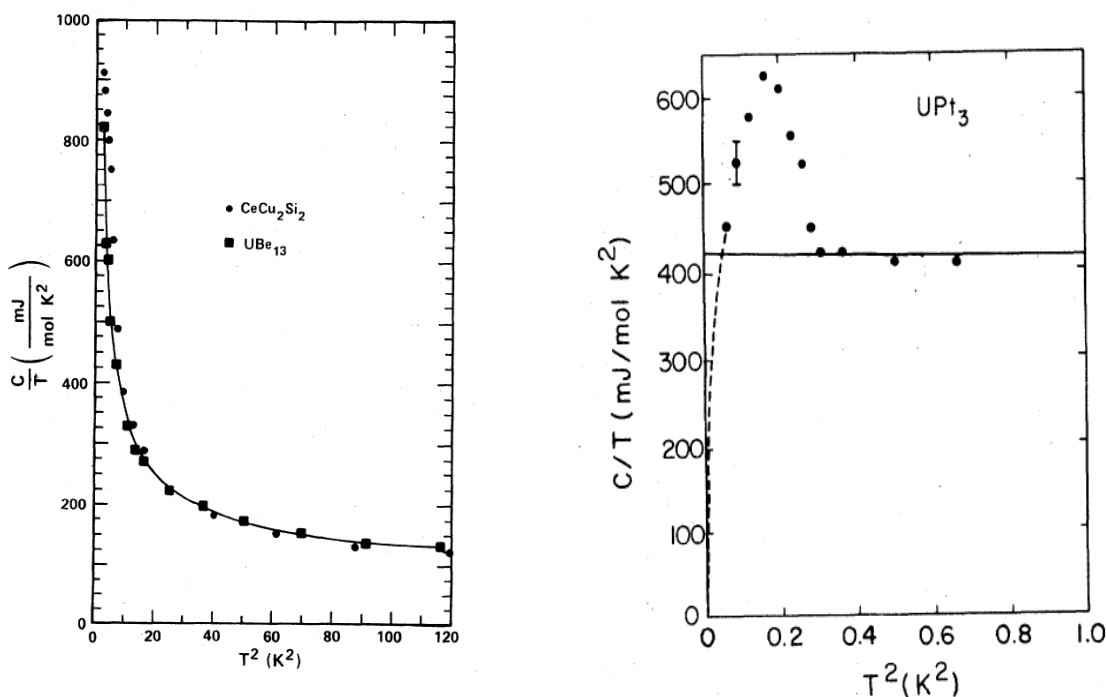 1000
800
600
400
200
0
C/T ( mJ / mol K²)
CeCu₂Si₂
UBe₁₃
0 20 40 60 80 100 120
T² (K²)
UPt₃
600
500
400
300
200
100
0
C/T (mJ/mol K²)
0 0.2 0.4 0.6 0.8 1.0
T²(K²)